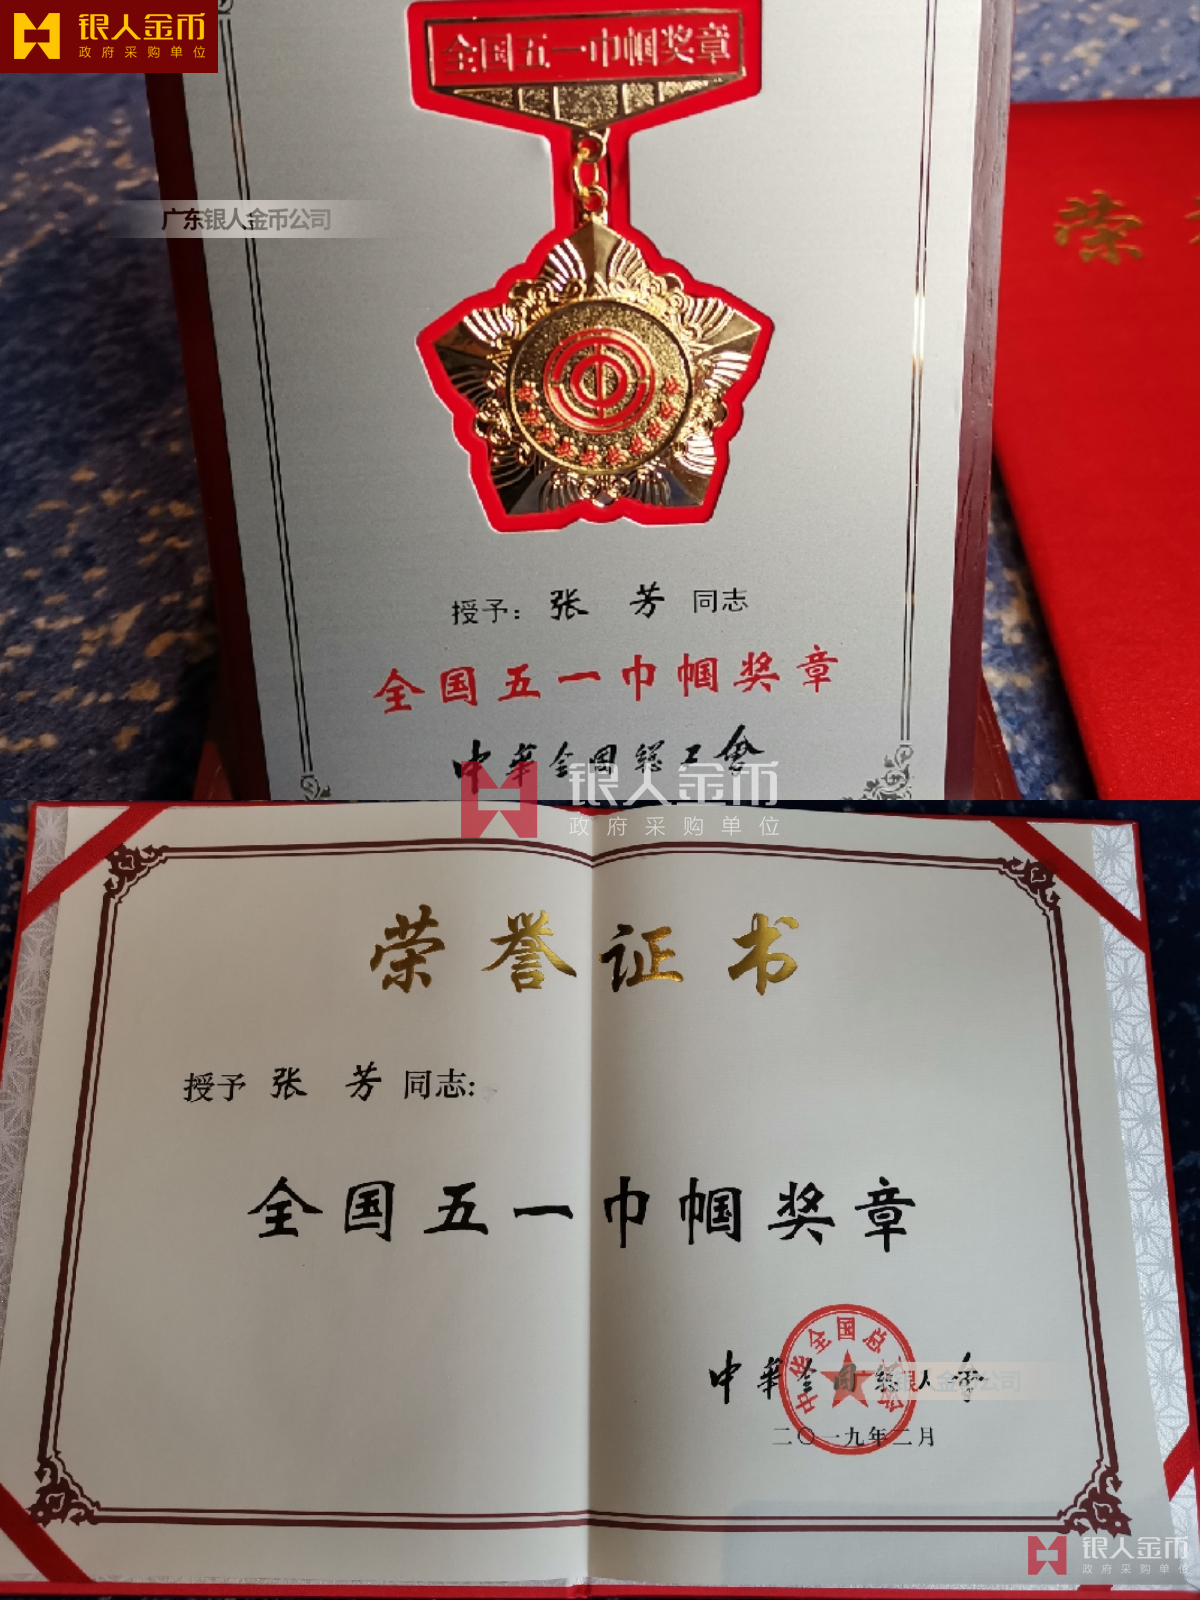 银人金币
政府采购单位
全国五一巾帼奖章
广东银人金币公司
荣
授予：张 芳 同志
全国五一巾帼奖章
中华全国总工会
银人金币
政府采购单位
荣誉证书
授予 张 芳 同志:
全国五一巾帼奖章
中华全国总
中華全国
银人金币公司
二〇一九年二月
银人金币
政府采购单位